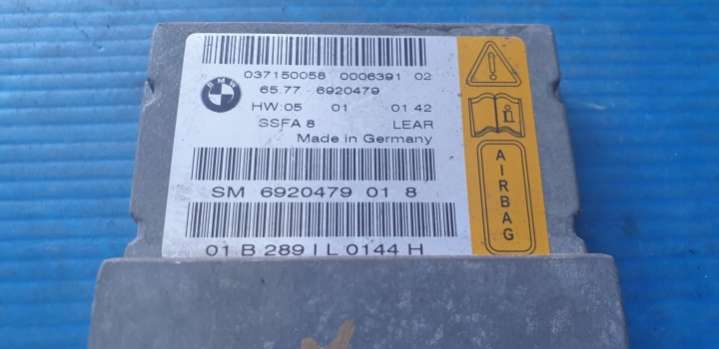 037150058 0006391 02
BMW
65.77 6920479
HW:05 01 01 42
SSFA 8 LEAR
Made in Germany
SM 6920479 01 8
01 B 289 I L 0144 H
i
AIRBAG